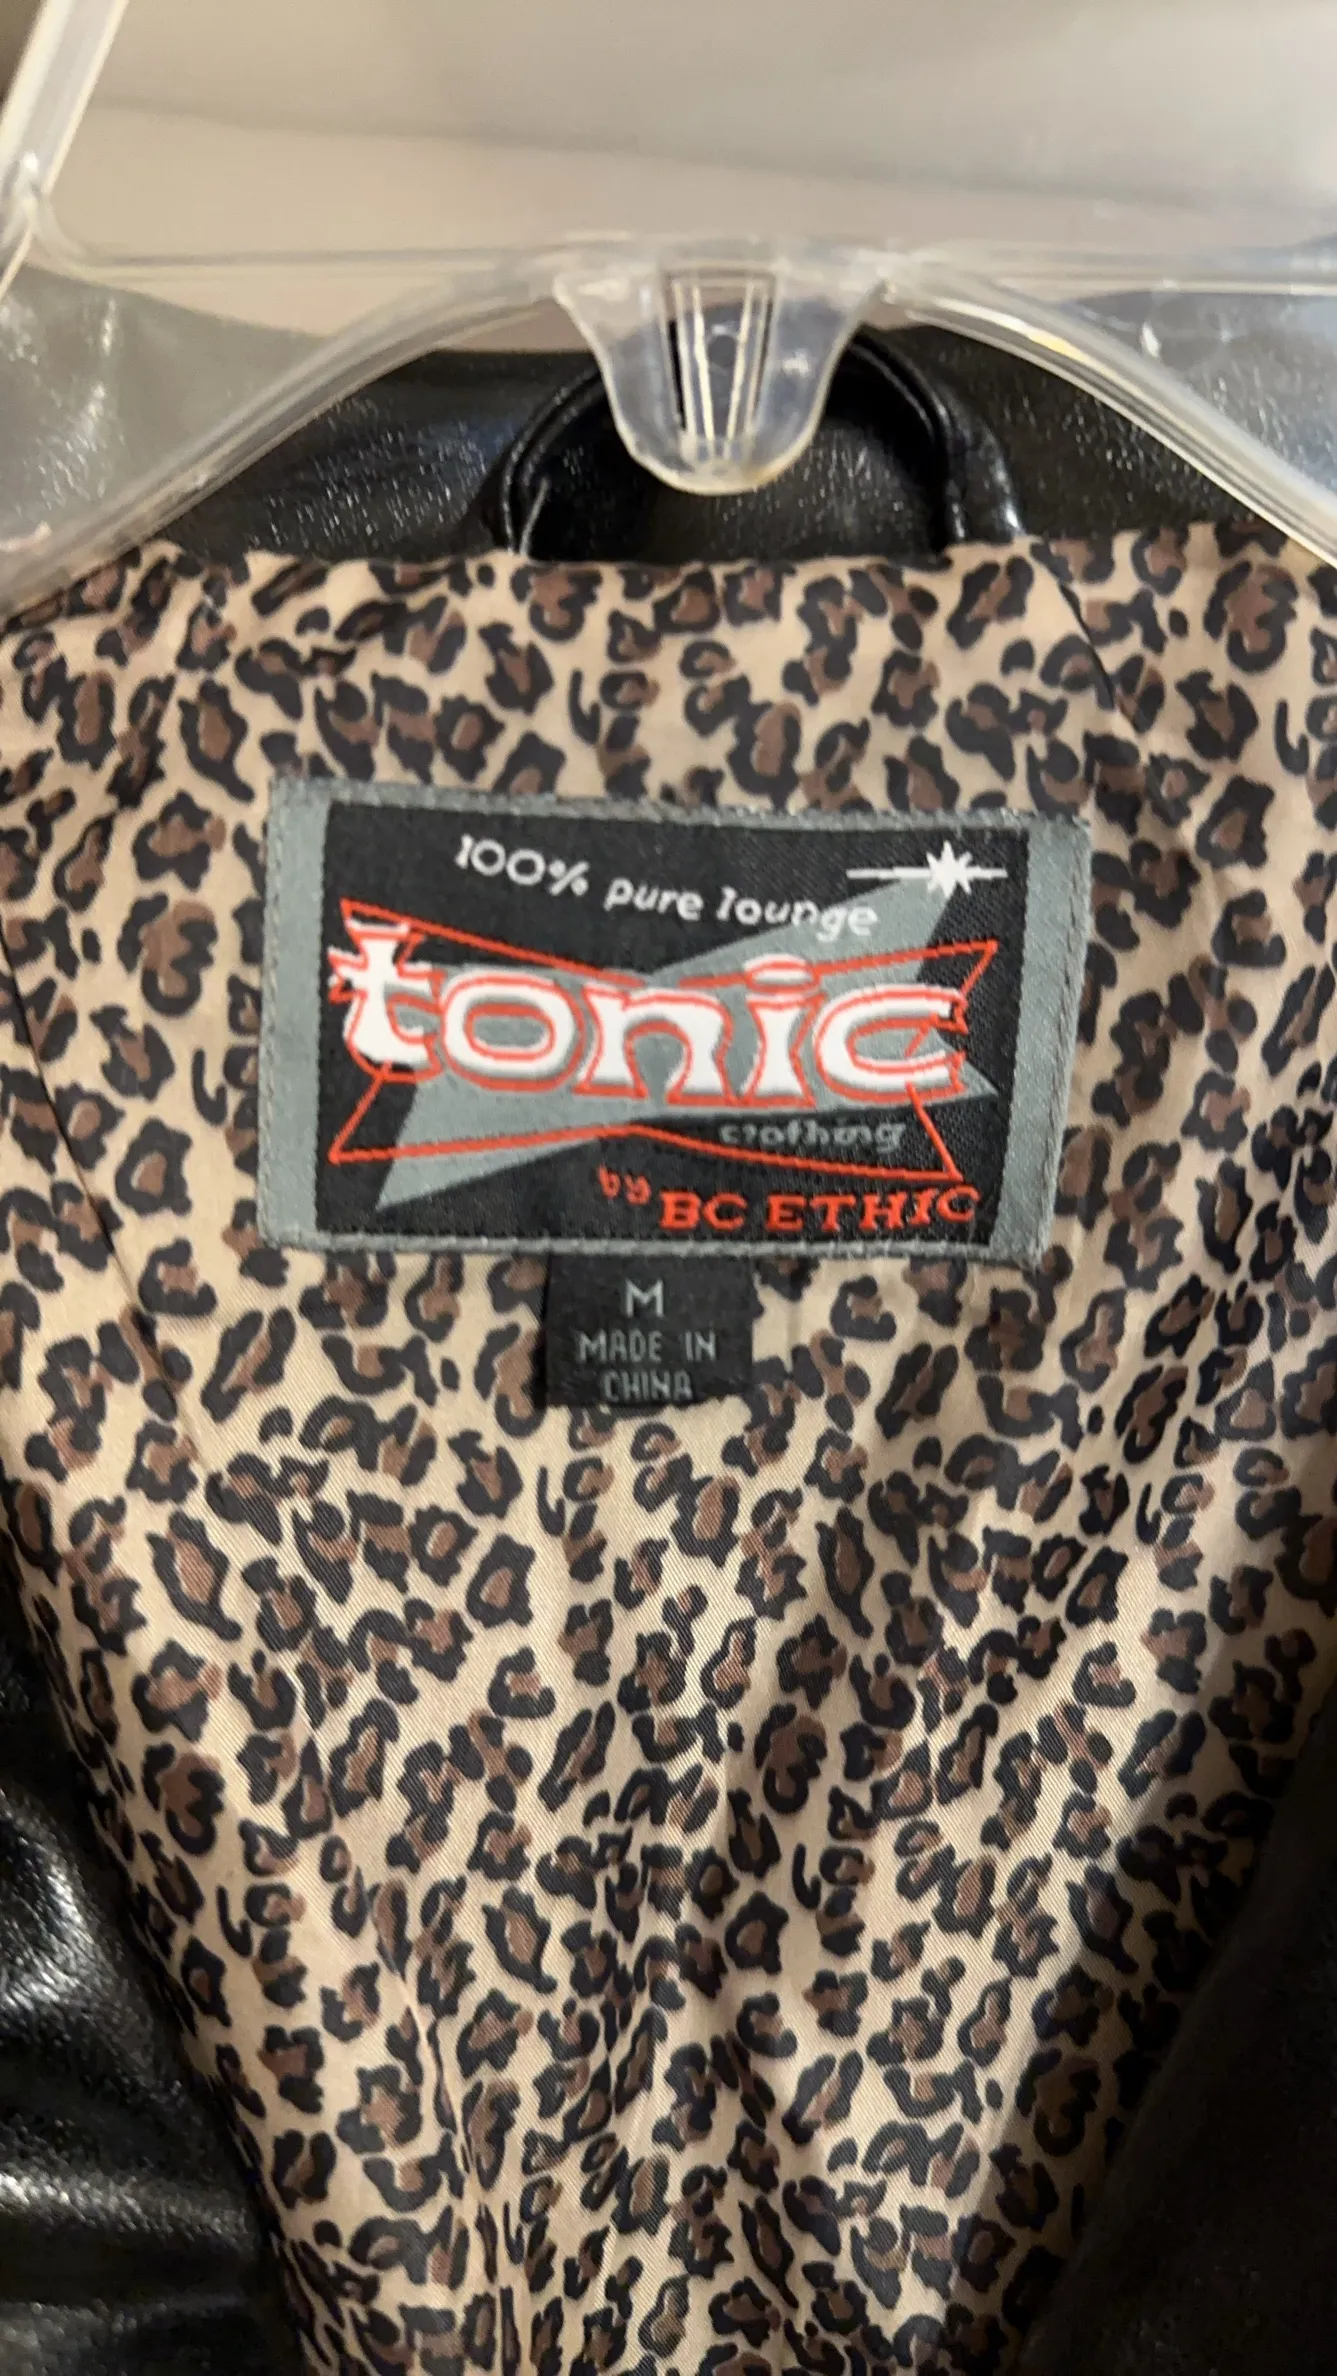 100% pure lounge
tonic
clothing
by BC ETHIC
M
MADE IN
CHINA